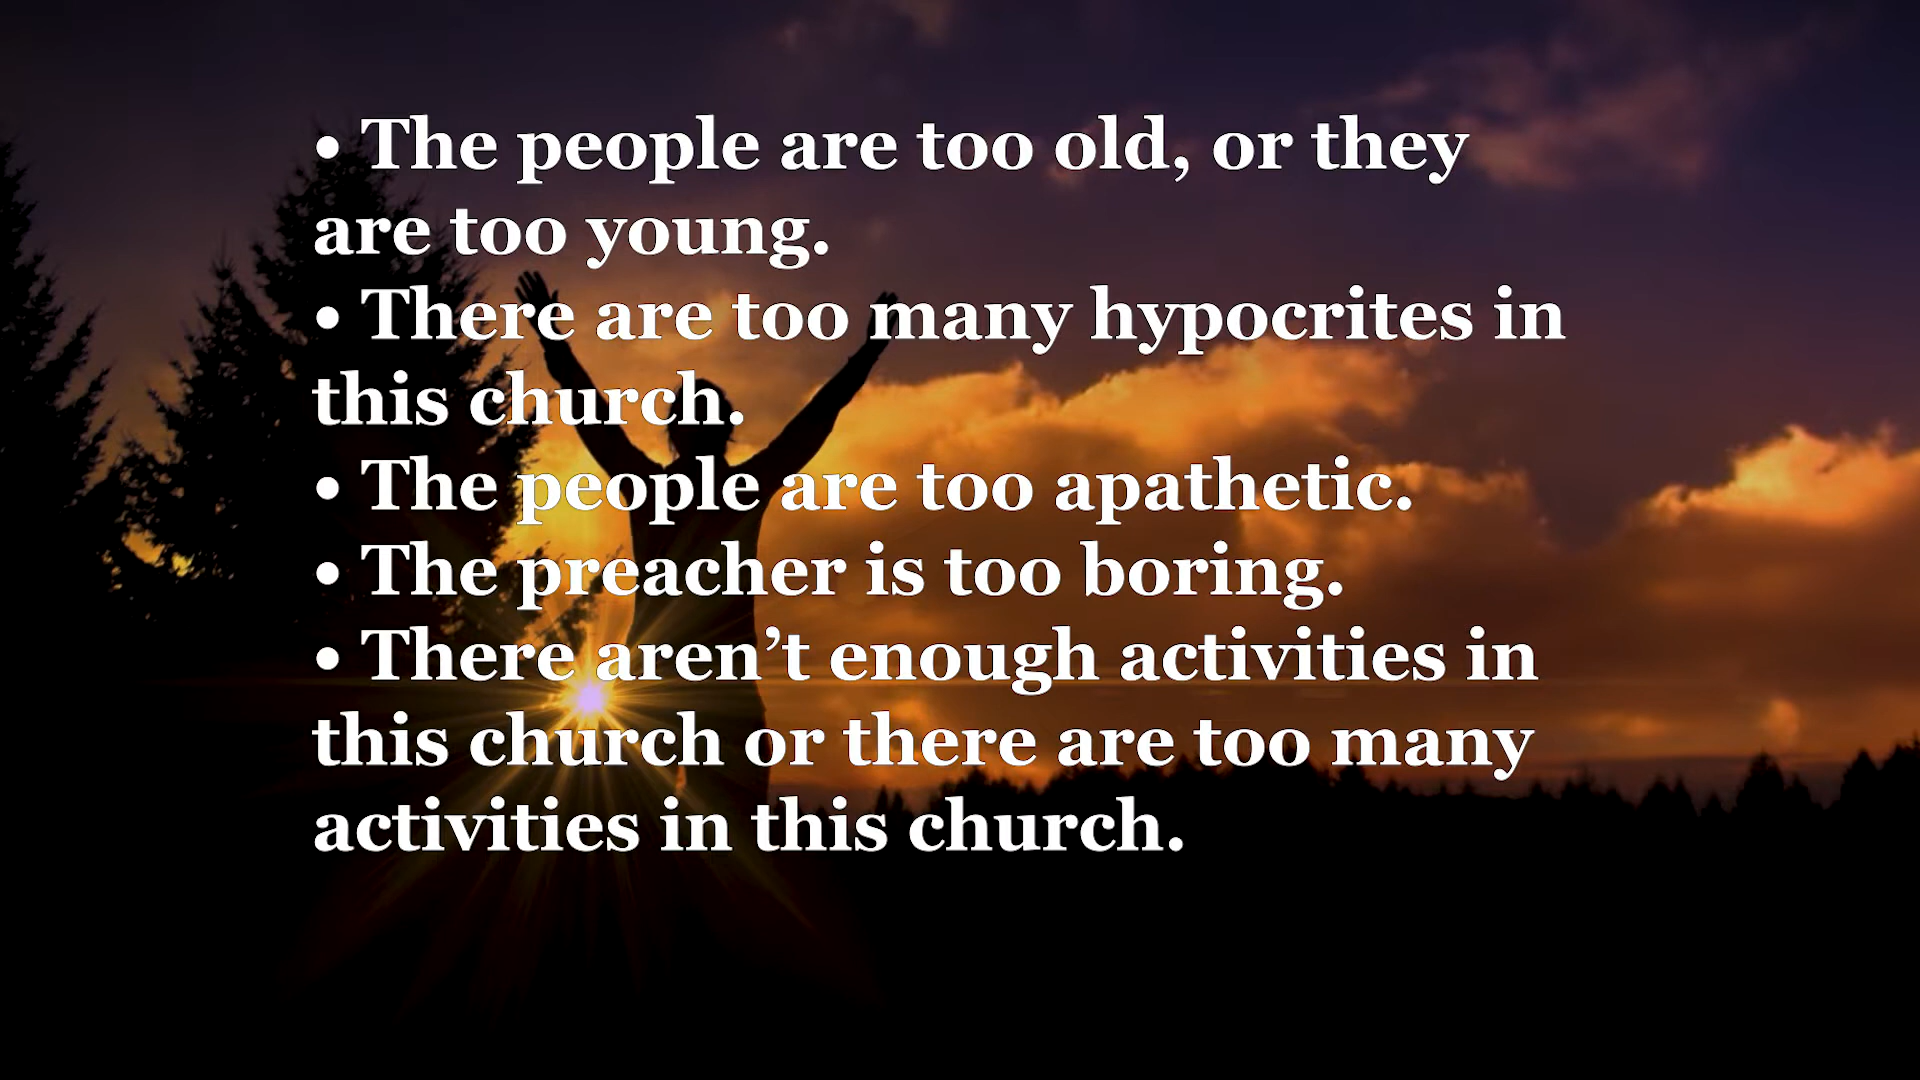 • The people are too old, or they
are too young.
• There are too many hypocrites in
this church.
• The people are too apathetic.
• The preacher is too boring.
• There aren’t enough activities in
this church or there are too many
activities in this church.